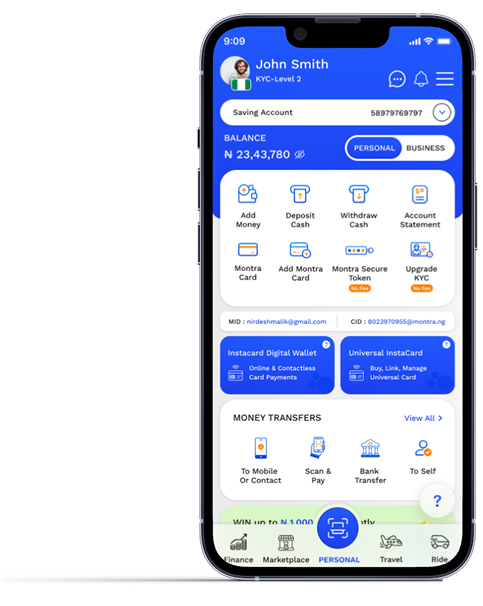 9:09
John Smith
KYC-Level 2
Saving Account 58979769797
BALANCE
₦ 23,43,780
PERSONAL BUSINESS
Add Money
Deposit Cash
Withdraw Cash
Account Statement
Montra Card
Add Montra Card
Montra Secure Token
No Fee
Upgrade KYC
No Fee
MID : nirdeshmalik@gmail.com CID : 8023970955@montra.ng
Instacard Digital Wallet ?
Online & Contactless
Card Payments
Universal InstaCard ?
Buy, Link, Manage
Universal Card
MONEY TRANSFERS View All >
To Mobile
Or Contact
Scan &
Pay
Bank
Transfer
To Self
?
WIN up to ₦ 1,000
Finance Marketplace PERSONAL Travel Ride